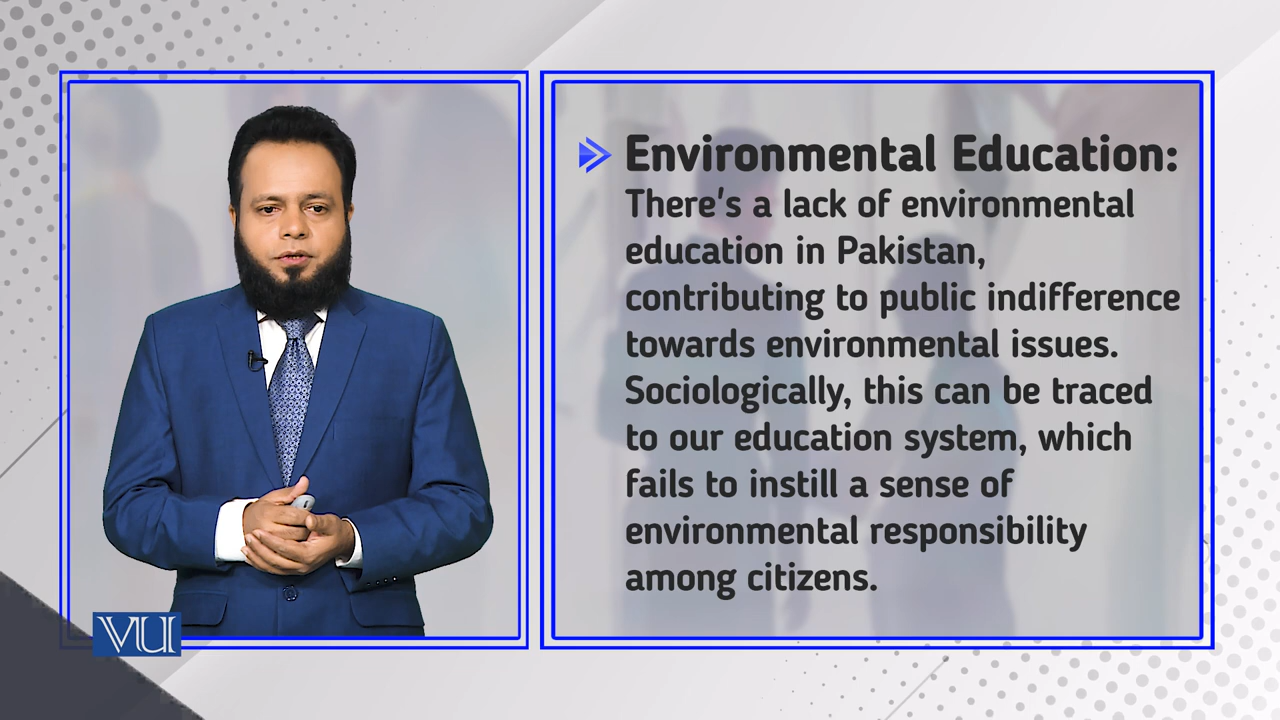 Environmental Education:
There's a lack of environmental
education in Pakistan,
contributing to public indifference
towards environmental issues.
Sociologically, this can be traced
to our education system, which
fails to instill a sense of
environmental responsibility
among citizens.
VU